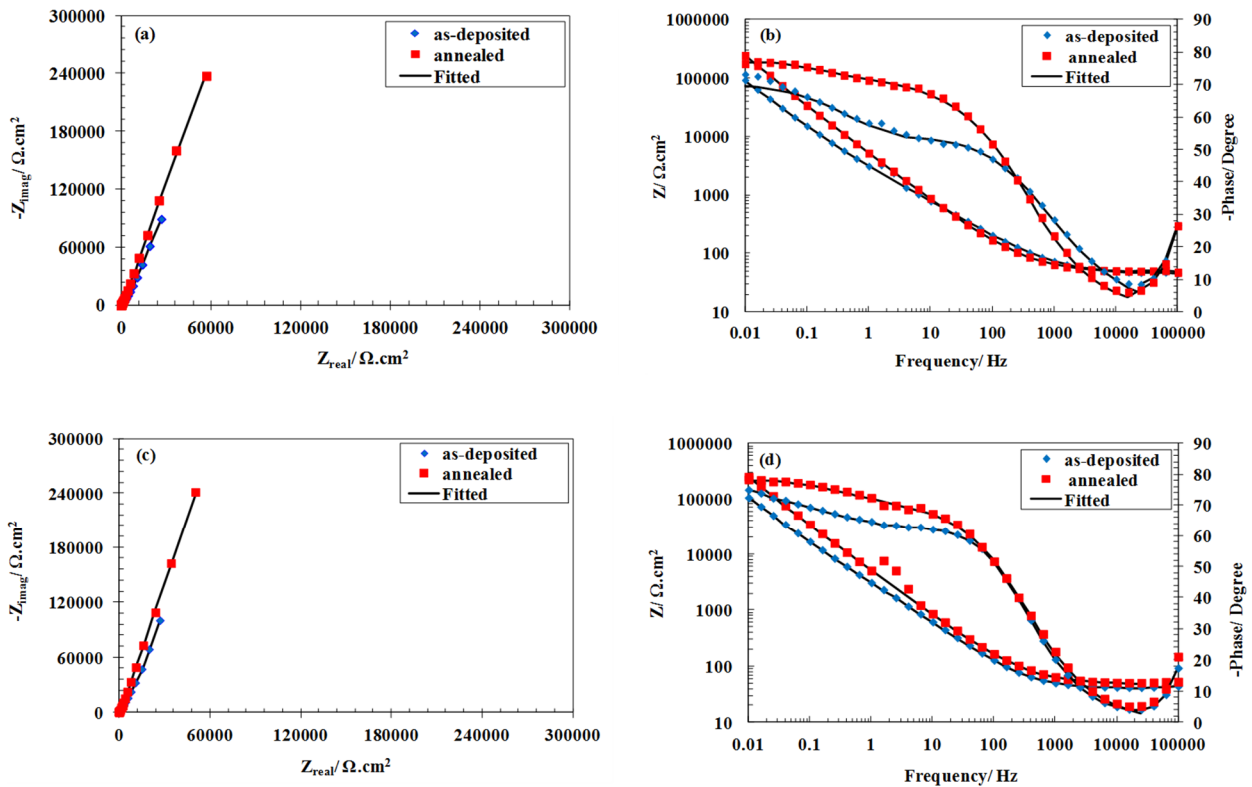 (a)
as-deposited
annealed
Fitted
300000
240000
180000
120000
60000
0
-Zimag/ Ω.cm²
0 60000 120000 180000 240000 300000
Zreal/ Ω.cm²
(b)
as-deposited
annealed
Fitted
1000000
100000
10000
1000
100
10
Z/ Ω.cm²
90
80
70
60
50
40
30
20
10
0
-Phase/ Degree
0.01 0.1 1 10 100 1000 10000 100000
Frequency/ Hz
(c)
as-deposited
annealed
Fitted
300000
240000
180000
120000
60000
0
-Zimag/ Ω.cm²
0 60000 120000 180000 240000 300000
Zreal/ Ω.cm²
(d)
as-deposited
annealed
Fitted
1000000
100000
10000
1000
100
10
Z/ Ω.cm²
90
80
70
60
50
40
30
20
10
0
-Phase/ Degree
0.01 0.1 1 10 100 1000 10000 100000
Frequency/ Hz